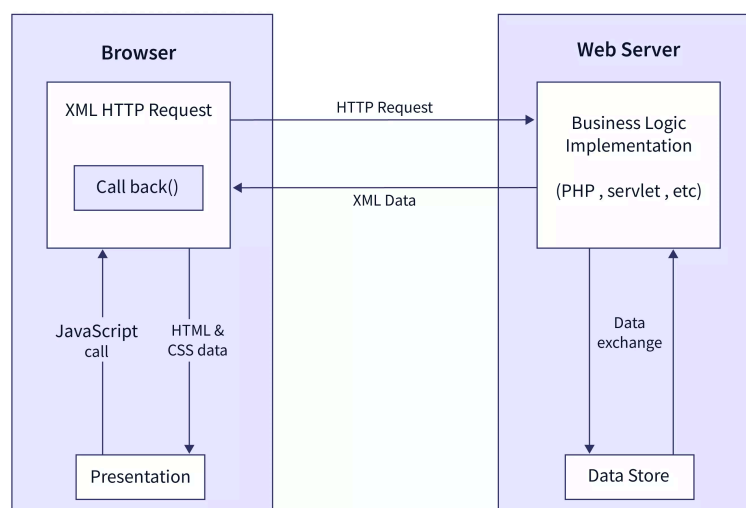 Browser
XML HTTP Request
Call back()
JavaScript
call
HTML &
CSS data
Presentation
HTTP Request
XML Data
Web Server
Business Logic
Implementation
(PHP , servlet , etc)
Data
exchange
Data Store